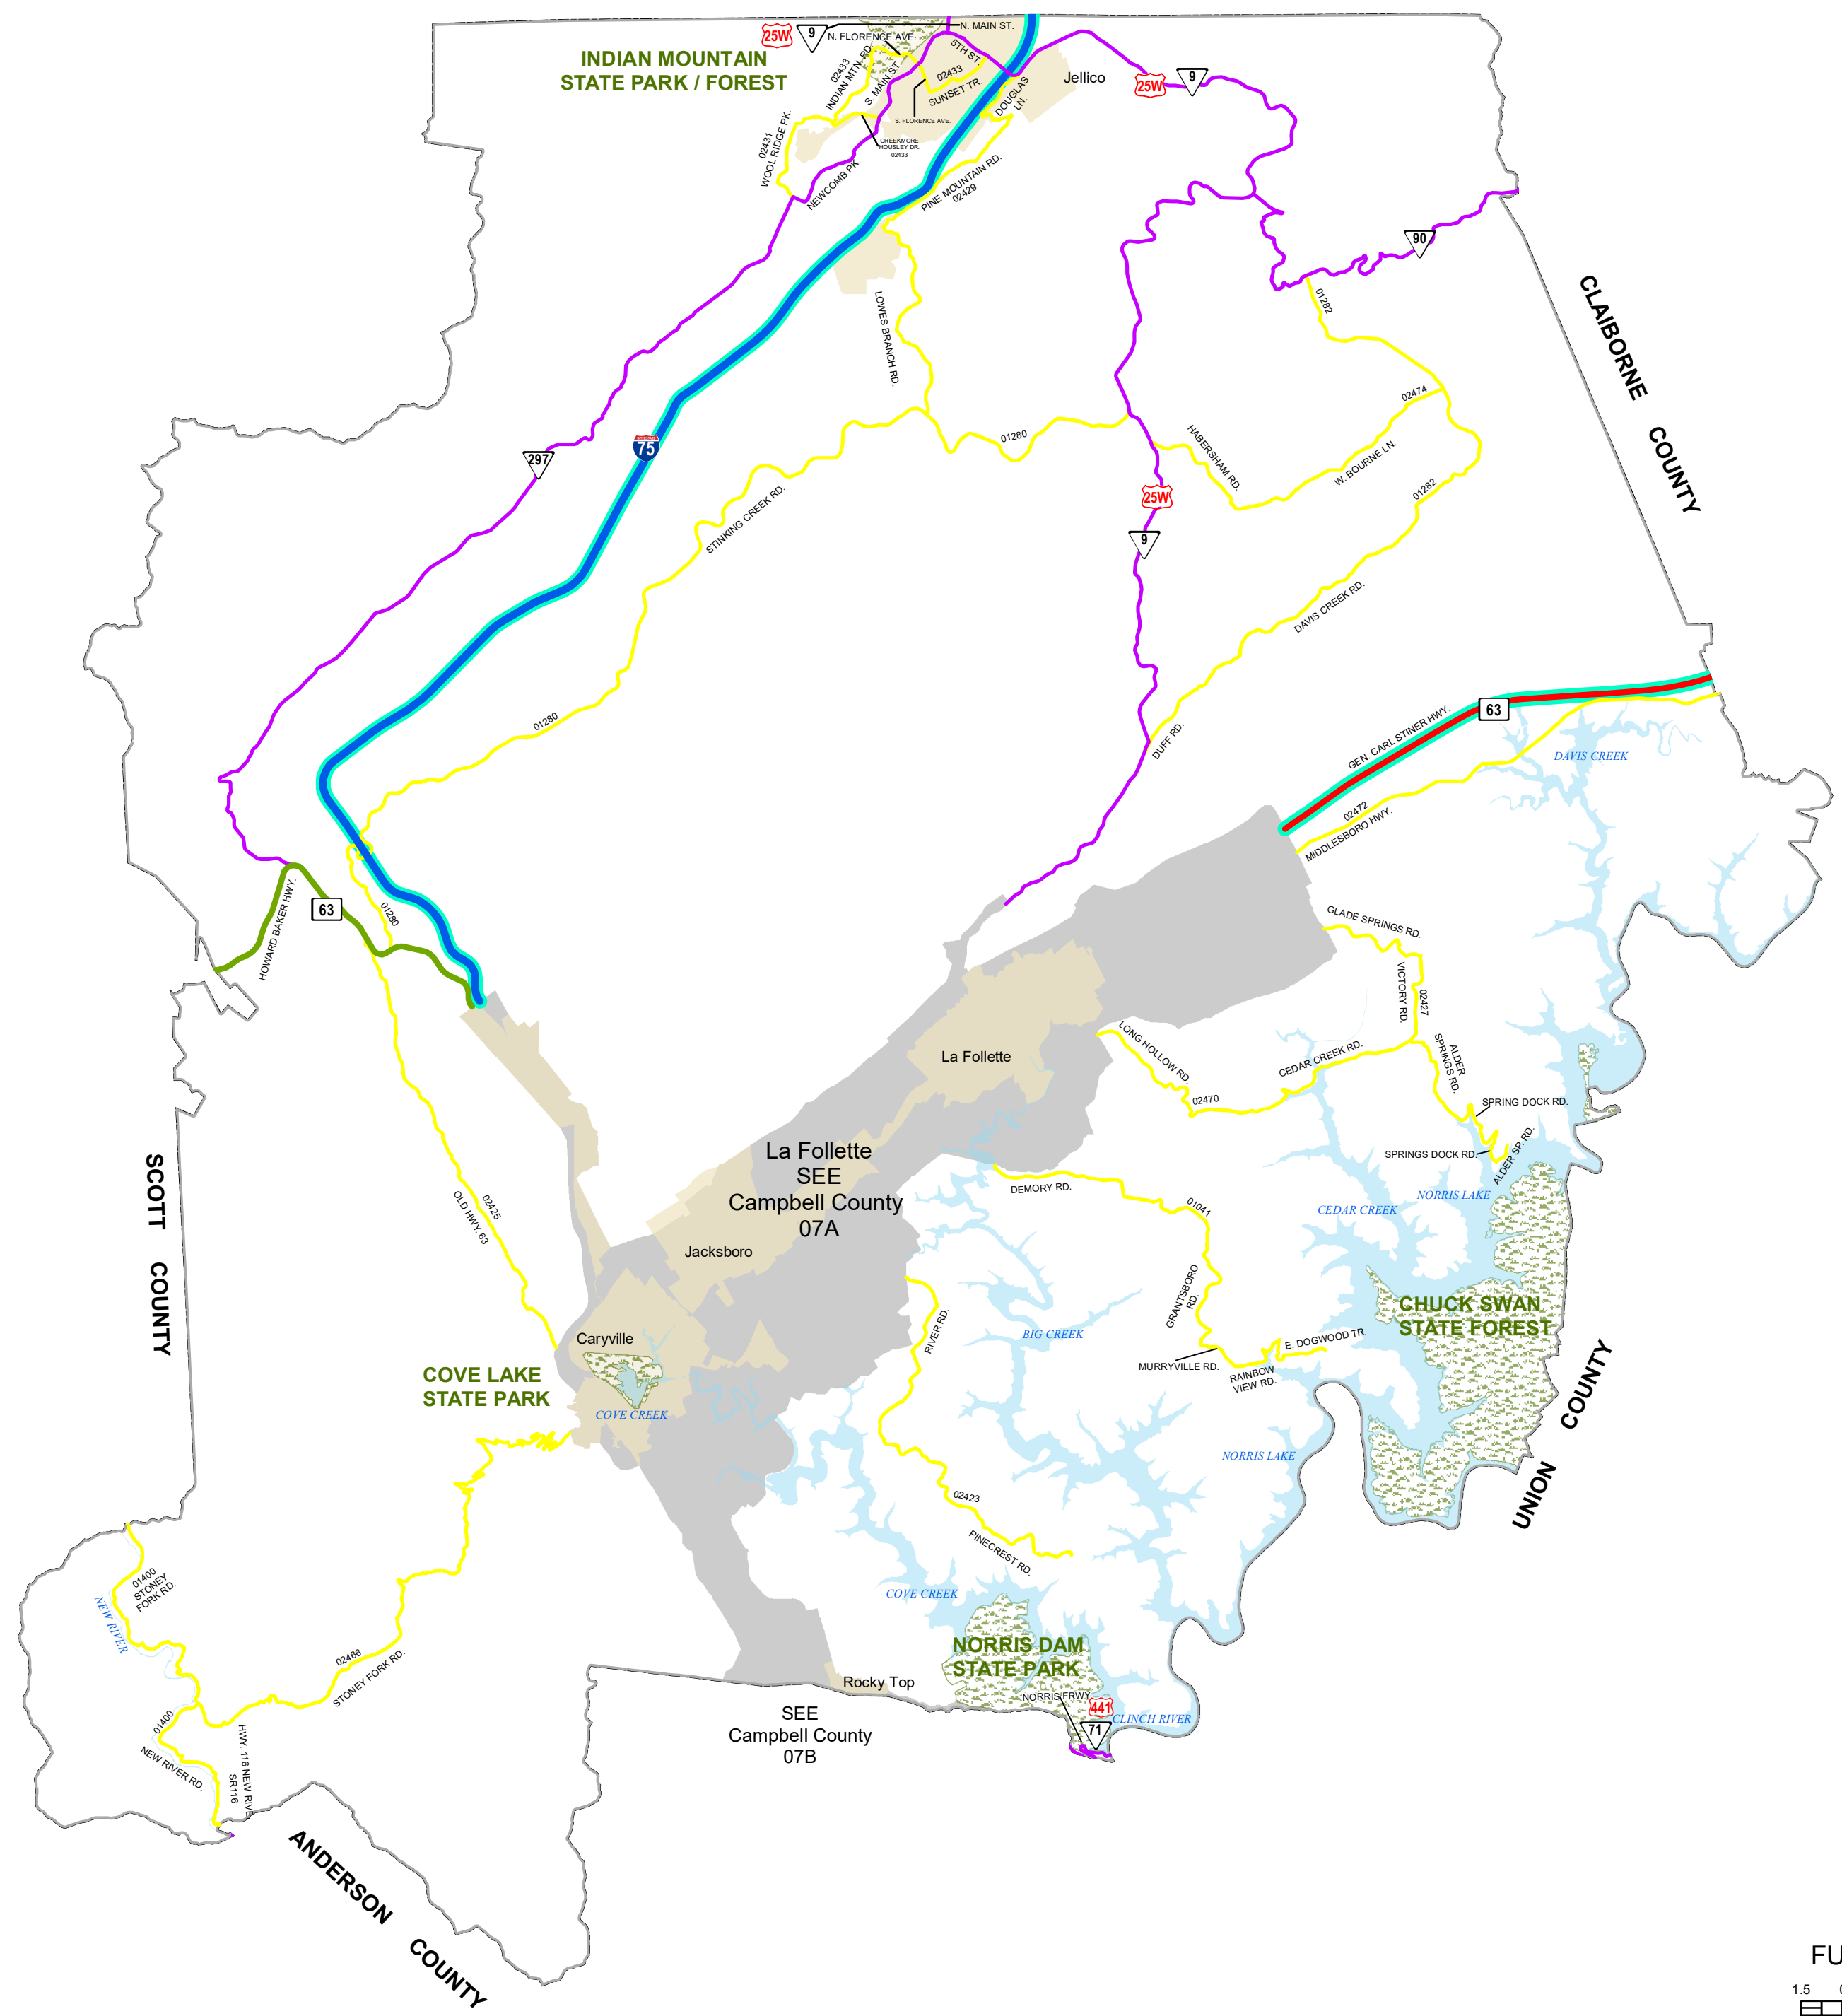 25W
9
N. MAIN ST.
N. FLORENCE AVE.
INDIAN MOUNTAIN
STATE PARK / FOREST
02433
INDIAN MTN. RD.
S. MAIN ST.
5TH ST.
02433
SUNSET TR.
DOUGLAS
LN.
Jellico
25W
9
S. FLORENCE AVE.
CREEKMORE
HOUSLEY DR.
02433
02431
WOOL RIDGE PK.
NEWCOMB PK.
PINE MOUNTAIN RD.
02429
90
CLAIBORNE
COUNTY
LOWES BRANCH RD.
01282
02474
01280
HABERSHAM RD.
W. BOURNE LN.
297
INTERSTATE
75
25W
01282
STINKING CREEK RD.
9
DAVIS CREEK RD.
01280
DUFF RD.
GEN. CARL STINER HWY.
63
DAVIS CREEK
02472
MIDDLESBORO HWY.
63
01280
HOWARD BAKER HWY.
GLADE SPRINGS RD.
VICTORY RD.
02427
LONG HOLLOW RD.
La Follette
CEDAR CREEK RD.
ALDER
SPRINGS RD.
02470
SPRING DOCK RD.
SPRINGS DOCK RD.
ALDER SP. RD.
La Follette
SEE
Campbell County
07A
SCOTT
COUNTY
DEMORY RD.
01041
NORRIS LAKE
CEDAR CREEK
02425
OLD HWY. 63
Jacksboro
GRANTSBORO
RD.
CHUCK SWAN
STATE FOREST
Caryville
RIVER RD.
BIG CREEK
E. DOGWOOD TR.
MURRYVILLE RD.
RAINBOW
VIEW RD.
COVE LAKE
STATE PARK
COVE CREEK
UNION
COUNTY
NORRIS LAKE
02423
PINECREST RD.
01400
STONEY
FORK RD.
NEW RIVER
COVE CREEK
02466
STONEY FORK RD.
NORRIS DAM
STATE PARK
Rocky Top
NORRIS FRWY
441
71
CLINCH RIVER
SEE
Campbell County
07B
01400
NEW RIVER RD.
HWY. 116 NEW RIVE
SR116
ANDERSON
COUNTY
FU
1.5